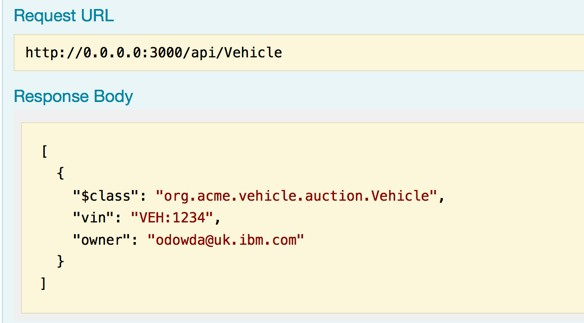 Request URL
http://0.0.0.0:3000/api/Vehicle
Response Body
[
  {
    "$class": "org.acme.vehicle.auction.Vehicle",
    "vin": "VEH:1234",
    "owner": "odowda@uk.ibm.com"
  }
]